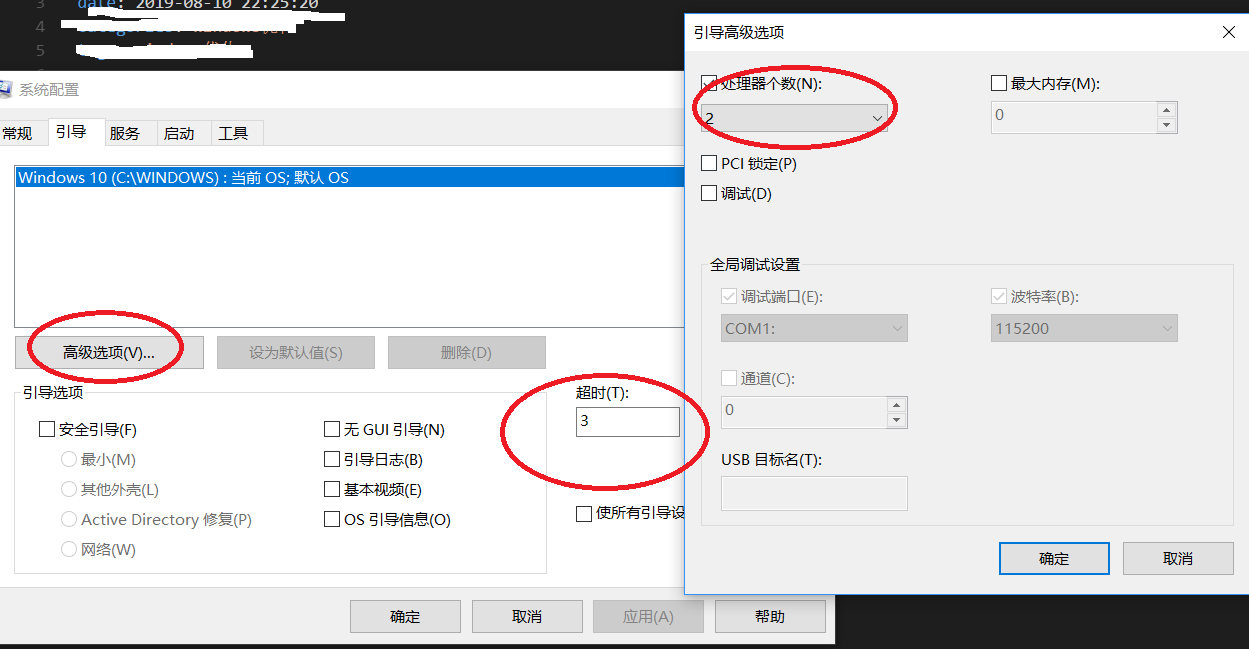 3 date: 2019-08-10 22:25:20
4
5
系统配置
常规 引导 服务 启动 工具
Windows 10 (C:\WINDOWS) : 当前 OS; 默认 OS
高级选项(V)... 设为默认值(S) 删除(D)
引导选项
安全引导(F)
最小(M)
其他外壳(L)
Active Directory 修复(P)
网络(W)
无 GUI 引导(N)
引导日志(B)
基本视频(E)
OS 引导信息(O)
超时(T):
3
使所有引导设
确定 取消 应用(A) 帮助
引导高级选项
处理器个数(N):
2
最大内存(M):
0
PCI 锁定(P)
调试(D)
全局调试设置
调试端口(E):
COM1:
波特率(B):
115200
通道(C):
0
USB 目标名(T):
确定 取消